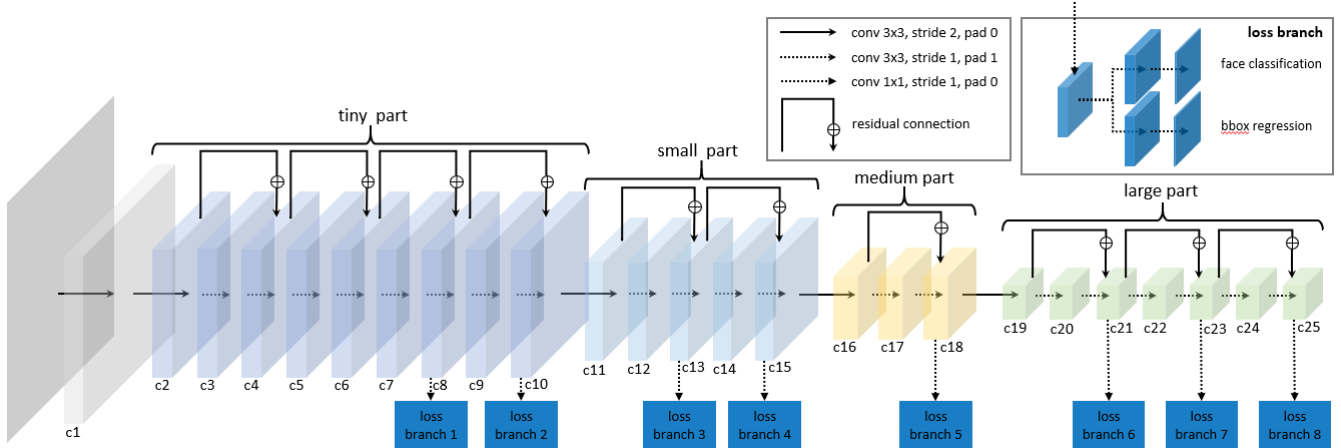 conv 3x3, stride 2, pad 0
conv 3x3, stride 1, pad 1
conv 1x1, stride 1, pad 0
residual connection
loss branch
face classification
bbox regression
tiny part
small part
medium part
large part
c1
c2
c3
c4
c5
c6
c7
c8
c9
c10
c11
c12
c13
c14
c15
c16
c17
c18
c19
c20
c21
c22
c23
c24
c25
loss
branch 1
loss
branch 2
loss
branch 3
loss
branch 4
loss
branch 5
loss
branch 6
loss
branch 7
loss
branch 8